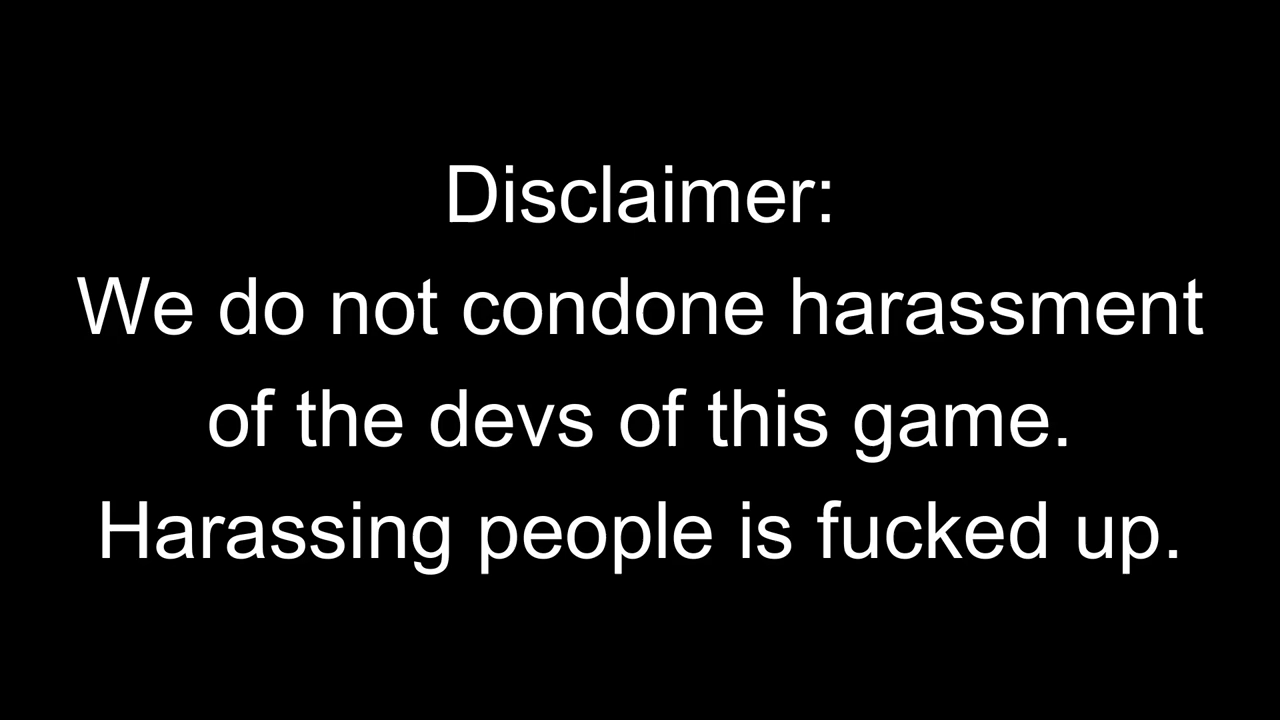 Disclaimer:
We do not condone harassment
of the devs of this game.
Harassing people is fucked up.